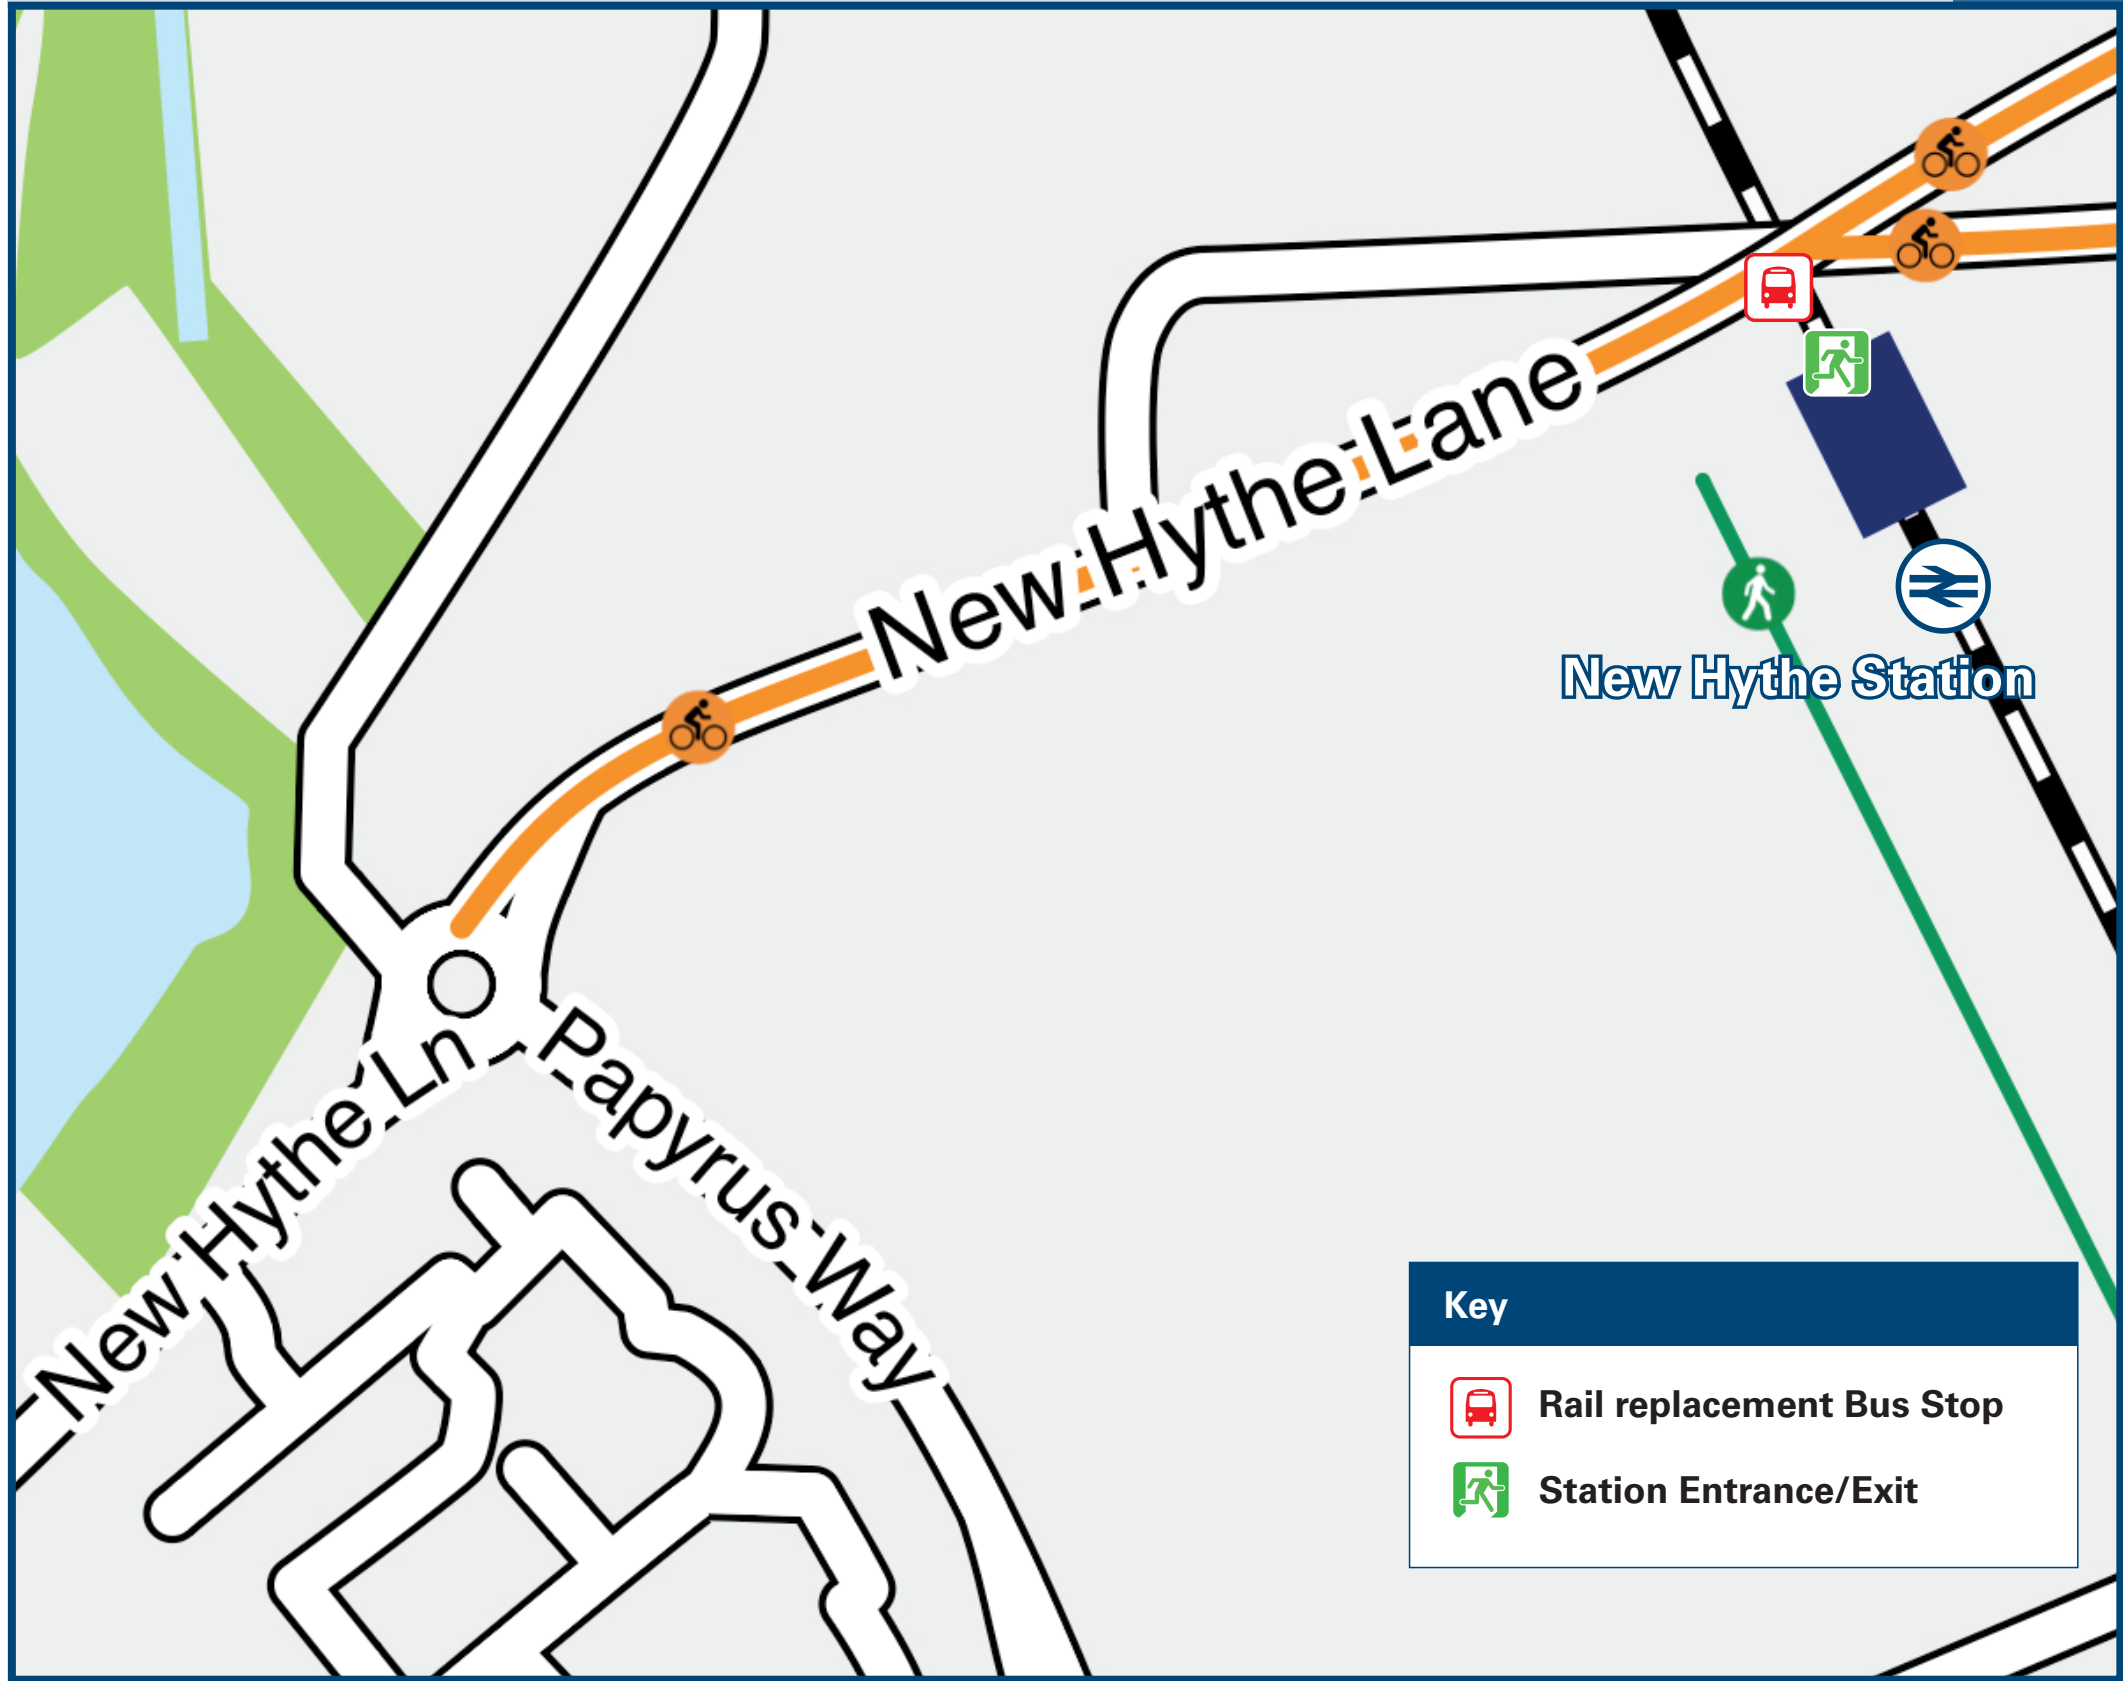 New Hythe Lane
New Hythe Station
New Hythe Ln
Papyrus Way
Key
Rail replacement Bus Stop
Station Entrance/Exit